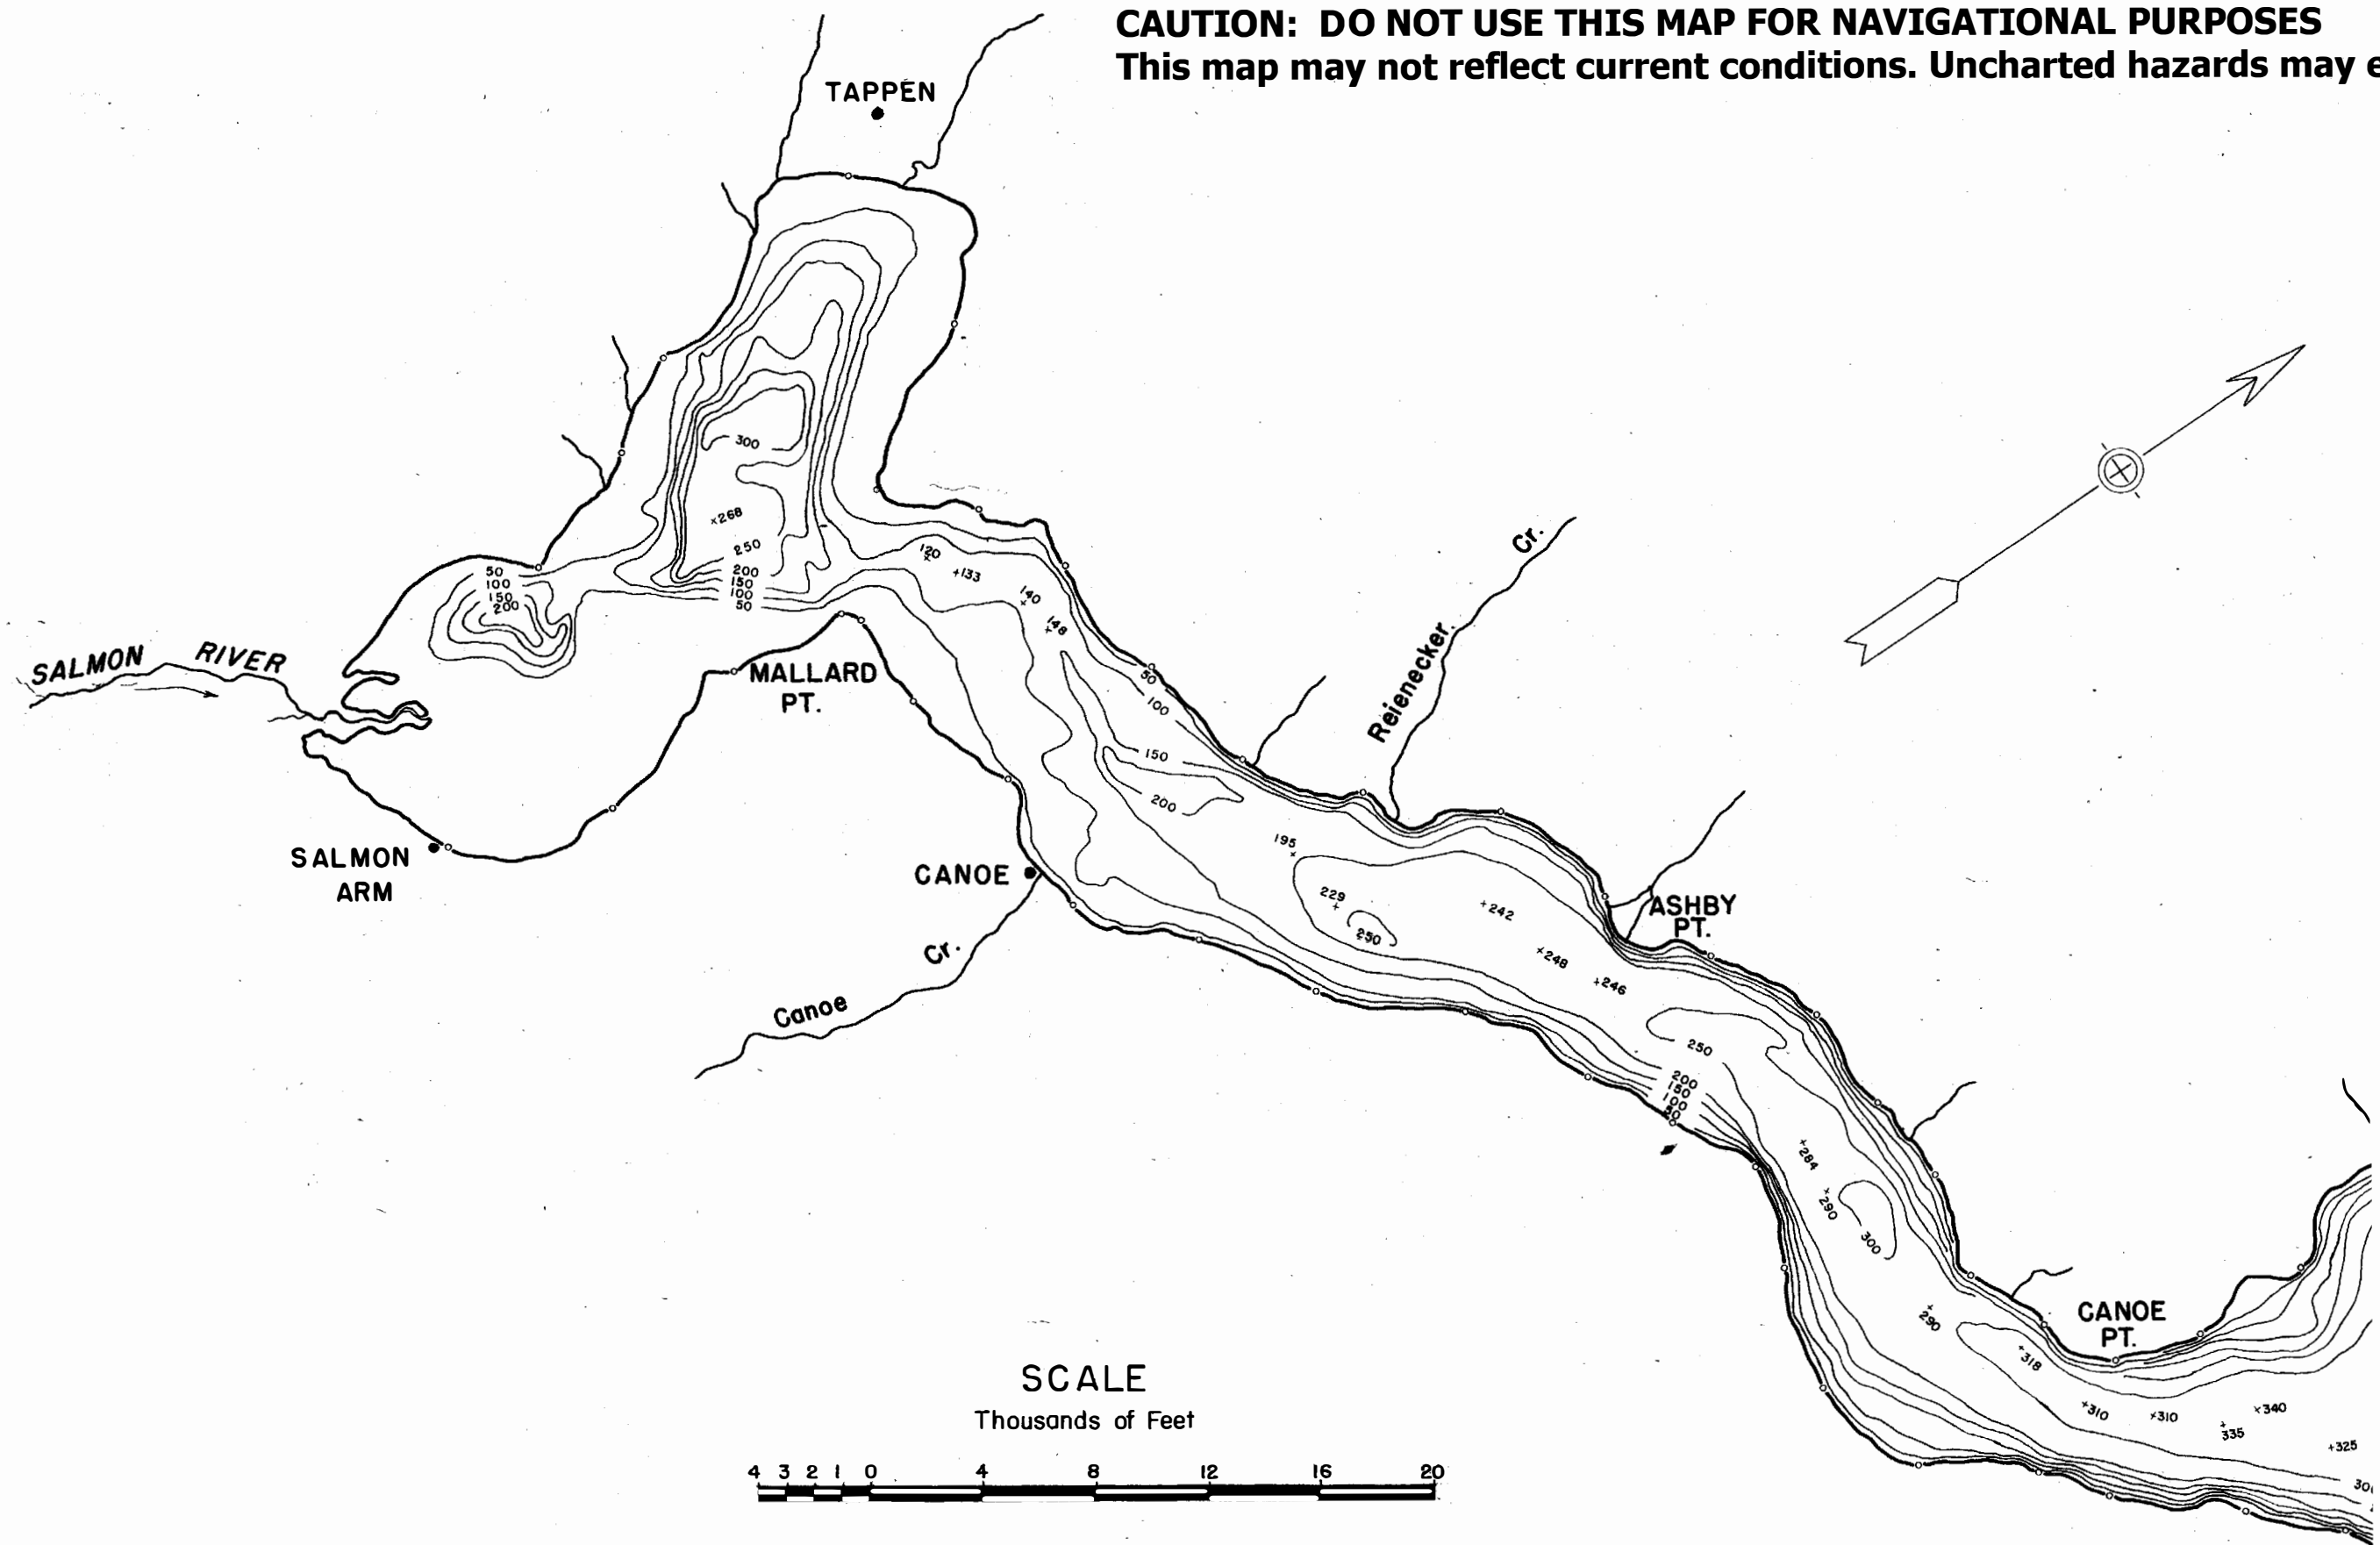 CAUTION: DO NOT USE THIS MAP FOR NAVIGATIONAL PURPOSES
This map may not reflect current conditions. Uncharted hazards may e
TAPPEN
300
×268
250
200
150
100
50
50
100
150
200
120
+133
140
148
SALMON RIVER
MALLARD
PT.
SALMON
ARM
50
100
150
200
Reienecker Cr.
CANOE
Canoe Cr.
195
229
250
+242
+248
+246
ASHBY
PT.
250
200
150
100
50
+284
290
300
290
CANOE
PT.
+318
+310
+310
×340
335
+325
30
SCALE
Thousands of Feet
4 3 2 1 0 4 8 12 16 20